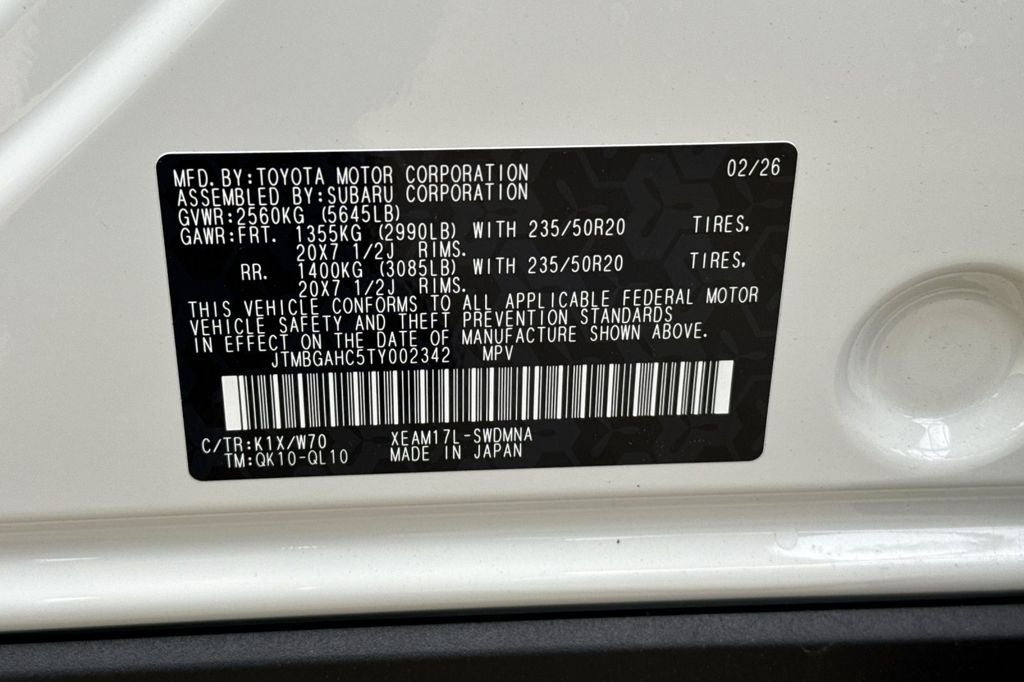 MFD. BY:TOYOTA MOTOR CORPORATION 02/26
ASSEMBLED BY:SUBARU CORPORATION
GVWR:2560KG (5645LB)
GAWR:FRT. 1355KG (2990LB) WITH 235/50R20 TIRES,
20X7 1/2J RIMS.
RR. 1400KG (3085LB) WITH 235/50R20 TIRES,
20X7 1/2J RIMS.
THIS VEHICLE CONFORMS TO ALL APPLICABLE FEDERAL MOTOR
VEHICLE SAFETY AND THEFT PREVENTION STANDARDS
IN EFFECT ON THE DATE OF MANUFACTURE SHOWN ABOVE.
JTMBGAHC5TY002342 MPV
C/TR:K1X/W70 XEAM17L-SWDMNA
TM:QK10-QL10 MADE IN JAPAN